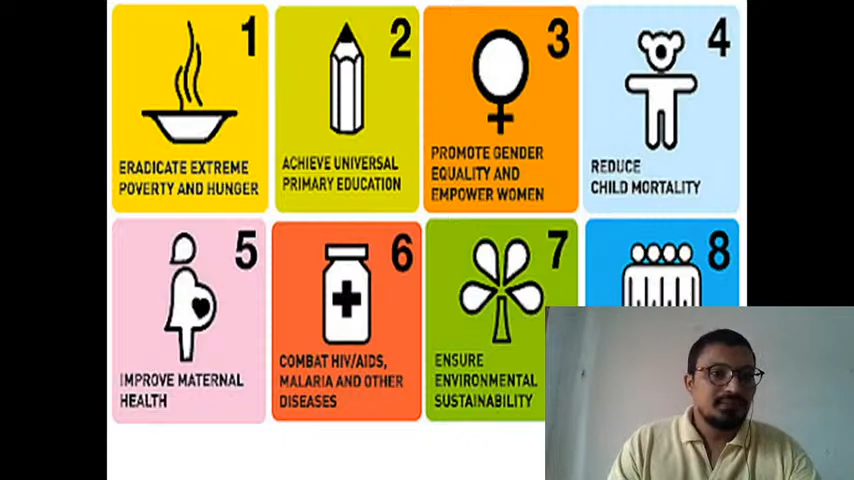 1
ERADICATE EXTREME
POVERTY AND HUNGER
2
ACHIEVE UNIVERSAL
PRIMARY EDUCATION
3
PROMOTE GENDER
EQUALITY AND
EMPOWER WOMEN
4
REDUCE
CHILD MORTALITY
5
IMPROVE MATERNAL
HEALTH
6
COMBAT HIV/AIDS,
MALARIA AND OTHER
DISEASES
7
ENSURE
ENVIRONMENTAL
SUSTAINABILITY
8